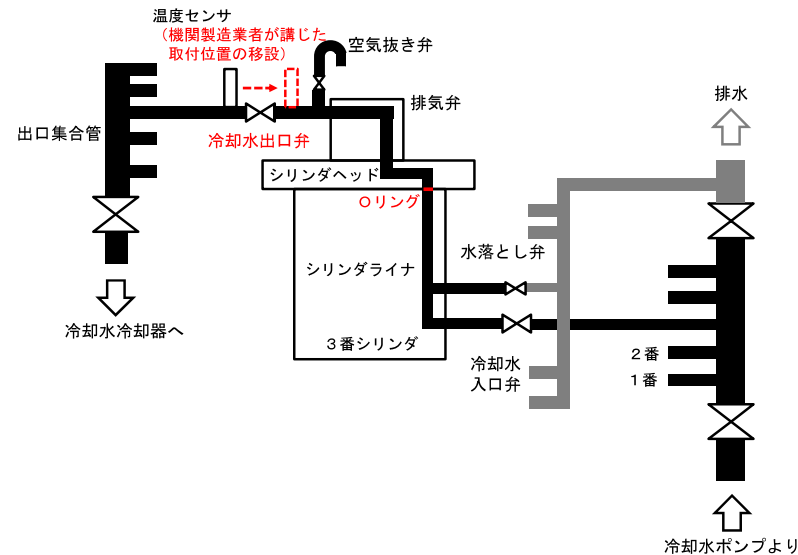 温度センサ
（機関製造業者が講じた
取付位置の移設）
空気抜き弁
排気弁
排水
出口集合管
冷却水出口弁
シリンダヘッド
Oリング
水落とし弁
シリンダライナ
冷却水冷却器へ
３番シリンダ
冷却水
入口弁
２番
１番
冷却水ポンプより